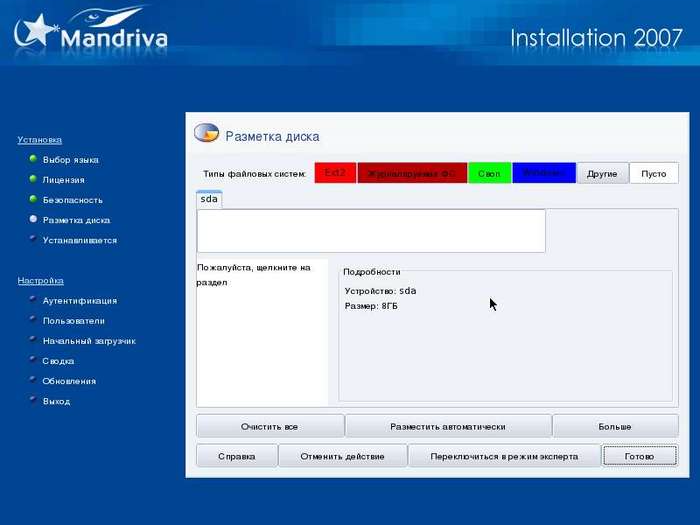 Mandriva
Installation 2007
Установка
Выбор языка
Лицензия
Безопасность
Разметка диска
Устанавливается
Настройка
Аутентификация
Пользователи
Начальный загрузчик
Сводка
Обновления
Выход
Разметка диска
Типы файловых систем: Ext2 Журналируемая ФС Своп Windows Другие Пусто
sda
Пожалуйста, щелкните на
раздел
Подробности
Устройство: sda
Размер: 8ГБ
Очистить все Разместить автоматически Больше
Справка Отменить действие Переключиться в режим эксперта Готово